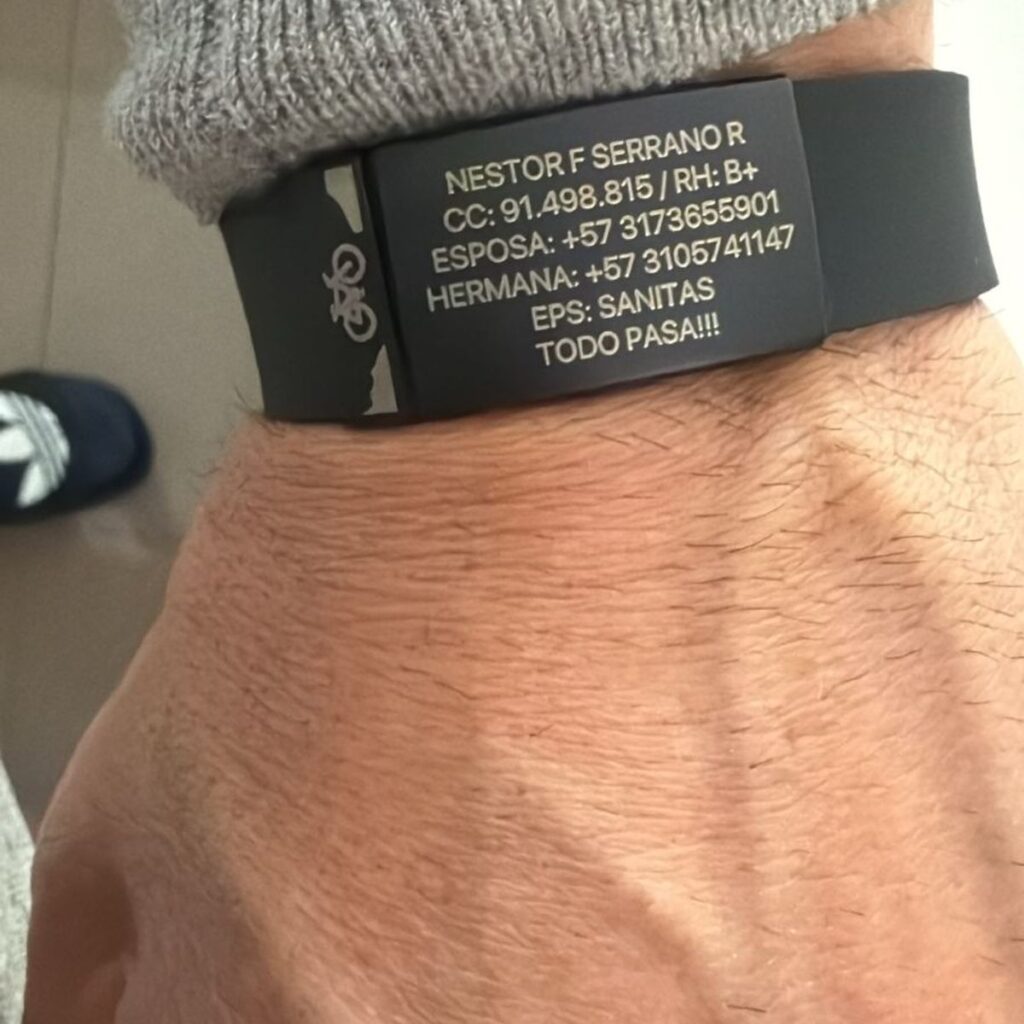 NESTOR F SERRANO R
CC: 91.498.815 / RH: B+
ESPOSA: +57 3173655901
HERMANA: +57 3105741147
EPS: SANITAS
TODO PASA!!!